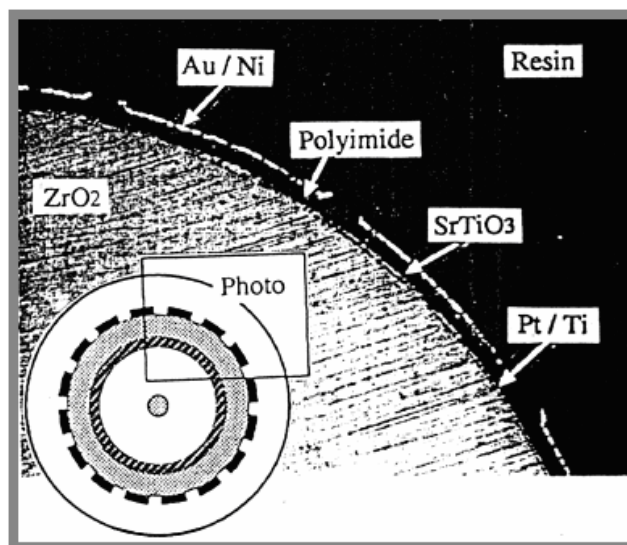 Au / Ni
Resin
Polyimide
ZrO2
SrTiO3
Photo
Pt / Ti